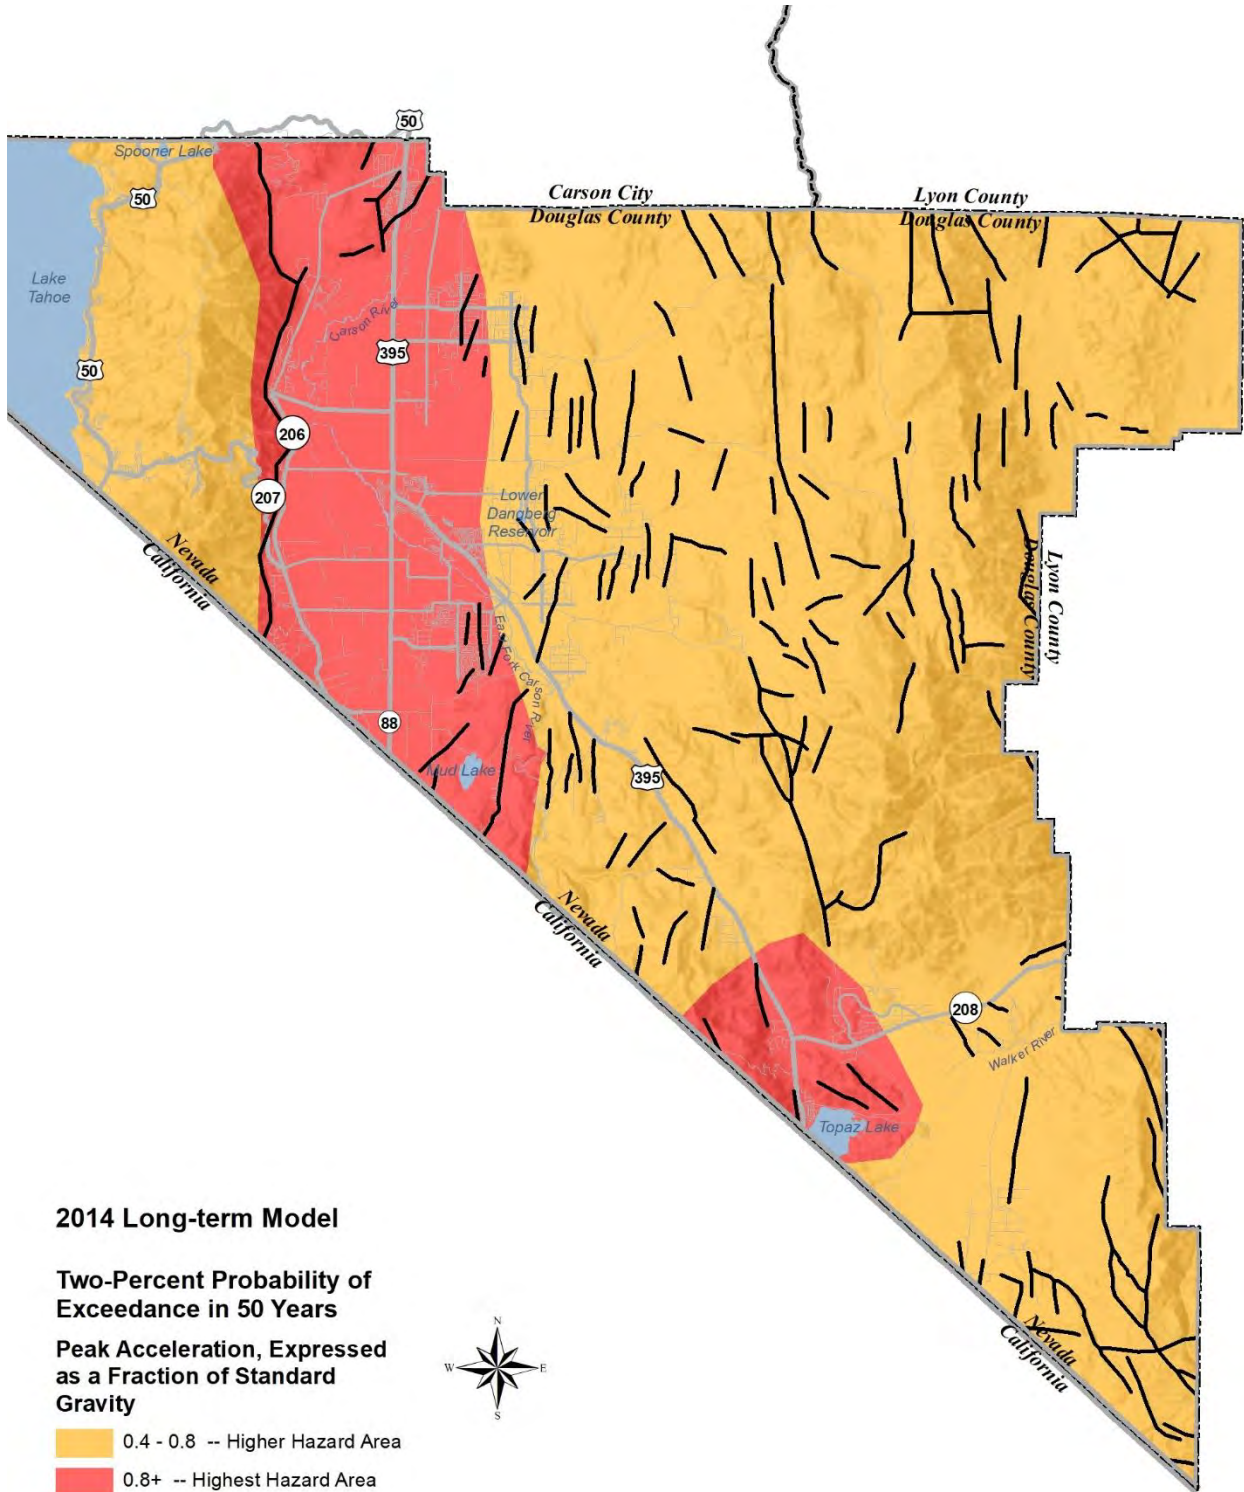 50
Spooner Lake
50
Carson City
Lyon County
Douglas County
Douglas County
Lake
Tahoe
Carson River
395
50
206
207
Lower
Dangberg
Reservoir
Nevada
California
Douglas County
Lyon County
East Fork Carson River
88
Mud Lake
395
Nevada
California
208
Walker River
Topaz Lake
2014 Long-term Model
Two-Percent Probability of
Exceedance in 50 Years
Peak Acceleration, Expressed
as a Fraction of Standard
Gravity
N
W
E
S
Nevada
California
0.4 - 0.8 -- Higher Hazard Area
0.8+ -- Highest Hazard Area